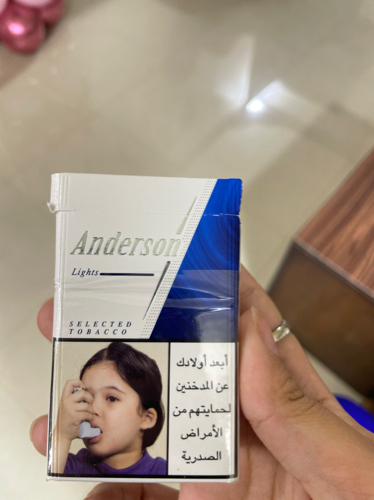 Anderson
Lights
SELECTED
TOBACCO
أبعد أولادك
عن المدخنين
لحمايتهم من
الأمراض
الصدرية